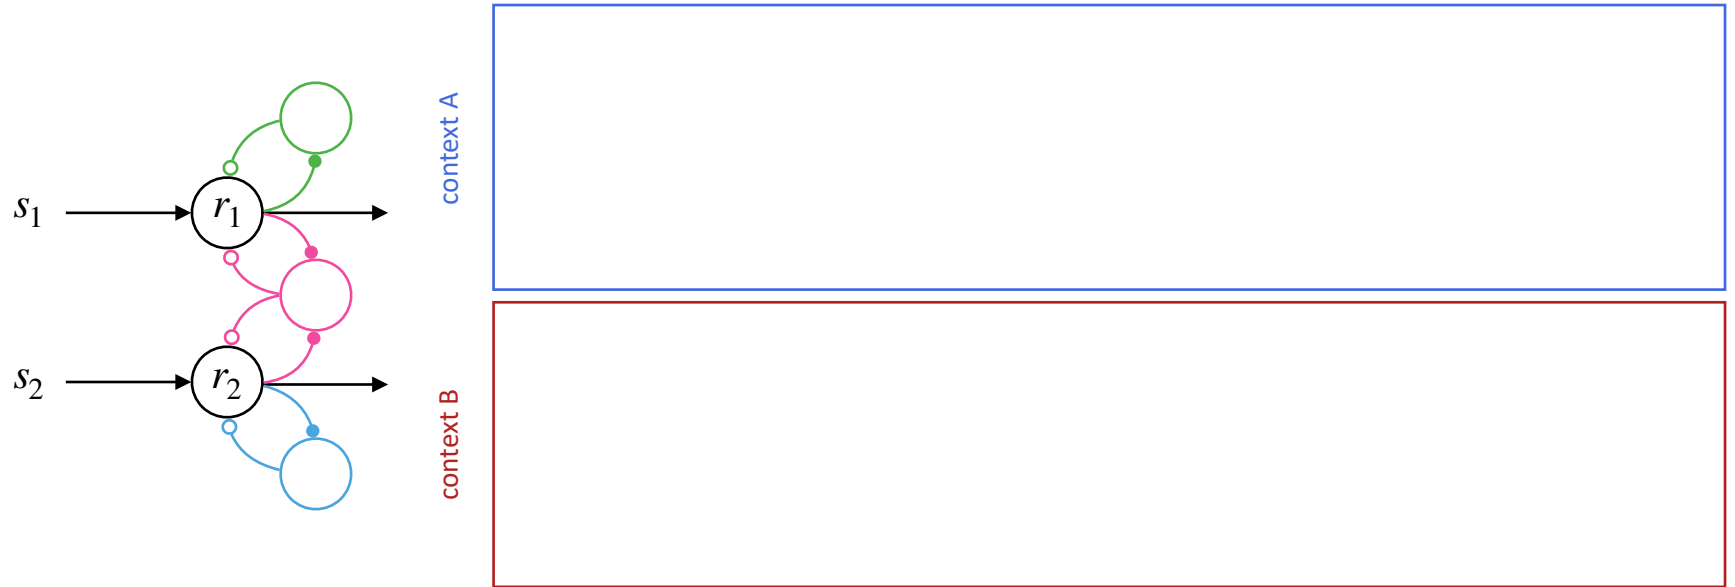 context A
s₁
r₁
s₂
r₂
context B